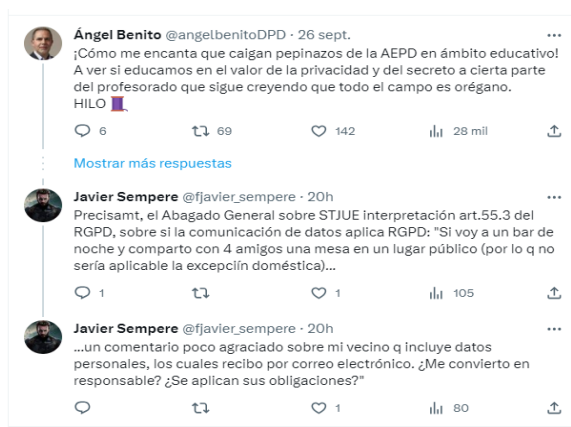 Ángel Benito @angelbenitoDPD · 26 sept.
¡Cómo me encanta que caigan pepinazos de la AEPD en ámbito educativo!
A ver si educamos en el valor de la privacidad y del secreto a cierta parte
del profesorado que sigue creyendo que todo el campo es orégano.
HILO 🧵
6 69 142 28 mil
Mostrar más respuestas
Javier Sempere @fjavier_sempere · 20h
Precisamt, el Abagado General sobre STJUE interpretación art.55.3 del
RGPD, sobre si la comunicación de datos aplica RGPD: "Si voy a un bar de
noche y comparto con 4 amigos una mesa en un lugar público (por lo q no
sería aplicable la excepciín doméstica)...
1 1 105
Javier Sempere @fjavier_sempere · 20h
...un comentario poco agraciado sobre mi vecino q incluye datos
personales, los cuales recibo por correo electrónico. ¿Me convierto en
responsable? ¿Se aplican sus obligaciones?"
1 80